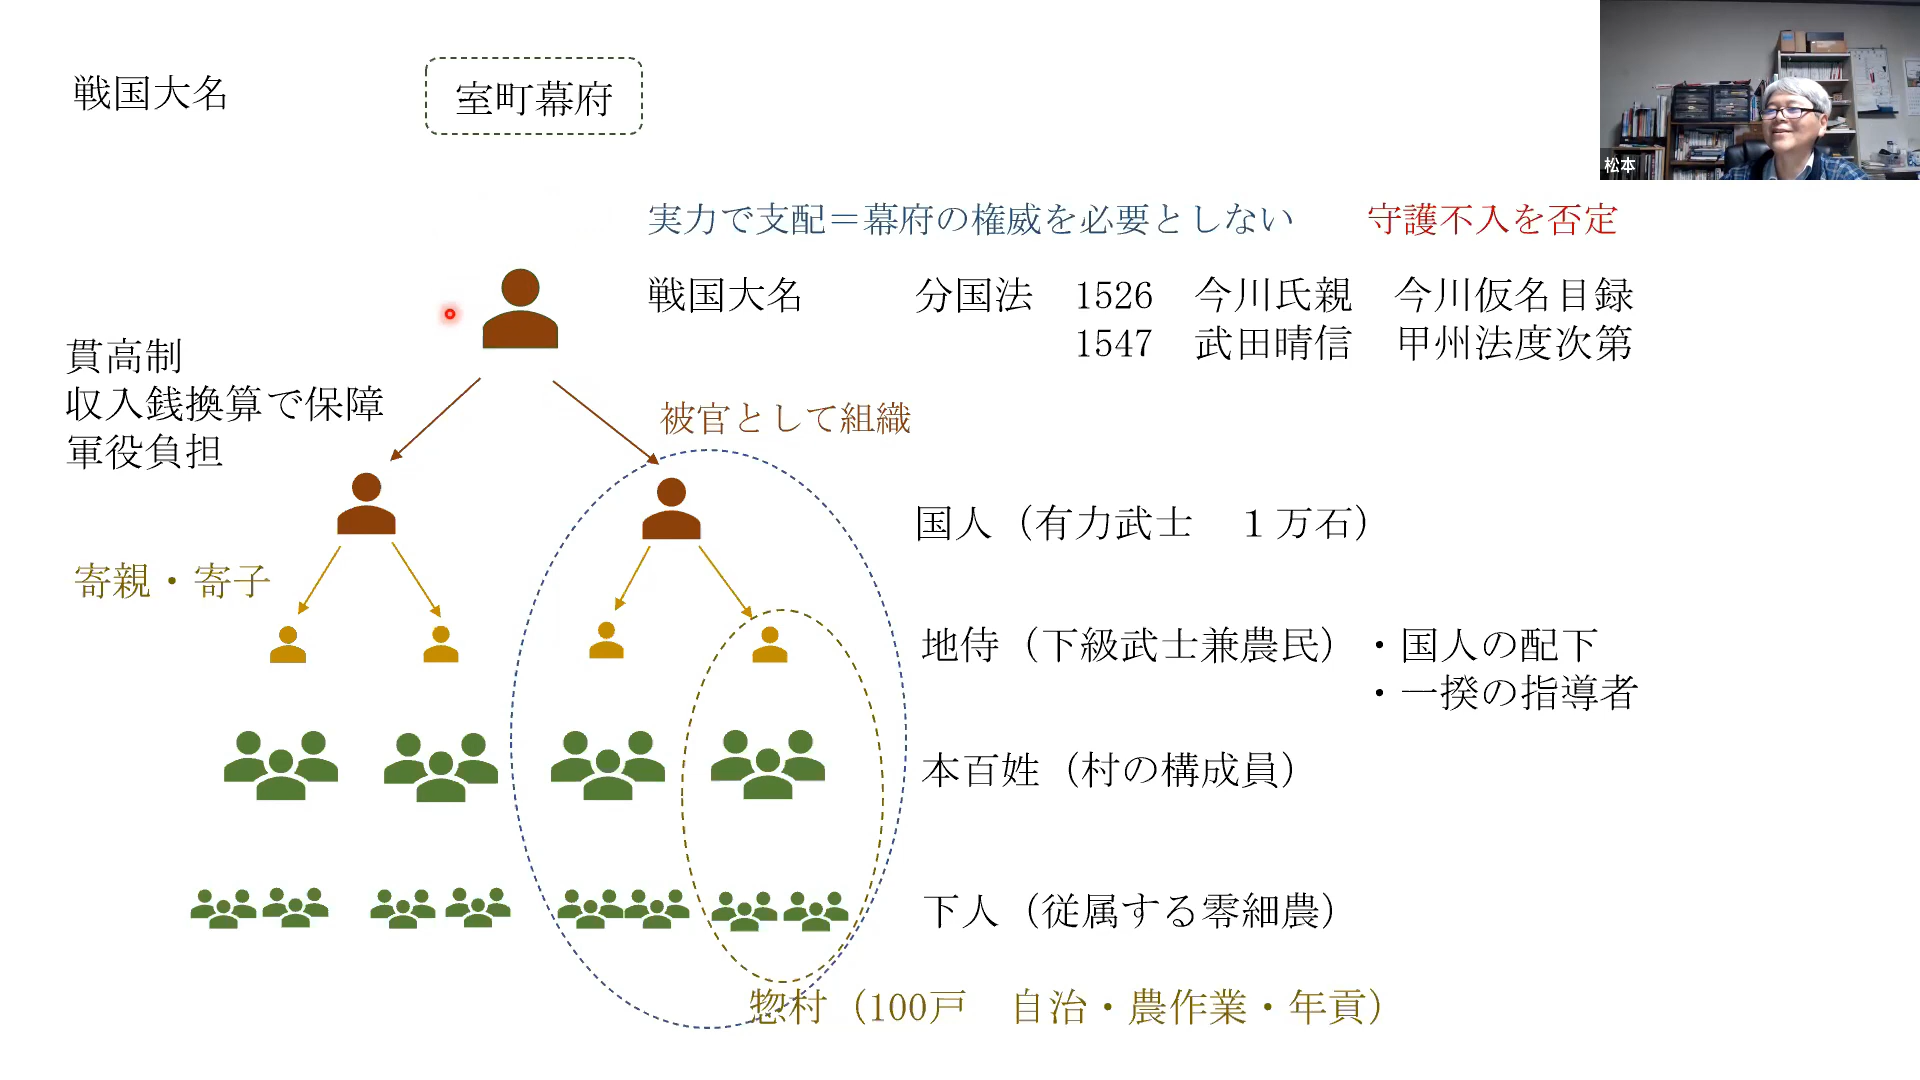 戦国大名
室町幕府
松本
実力で支配＝幕府の権威を必要としない　守護不入を否定
戦国大名　分国法　1526　今川氏親　今川仮名目録
1547　武田晴信　甲州法度次第
貫高制
収入銭換算で保障
軍役負担
被官として組織
国人（有力武士　１万石）
寄親・寄子
地侍（下級武士兼農民）・国人の配下
・一揆の指導者
本百姓（村の構成員）
下人（従属する零細農）
惣村（100戸　自治・農作業・年貢）